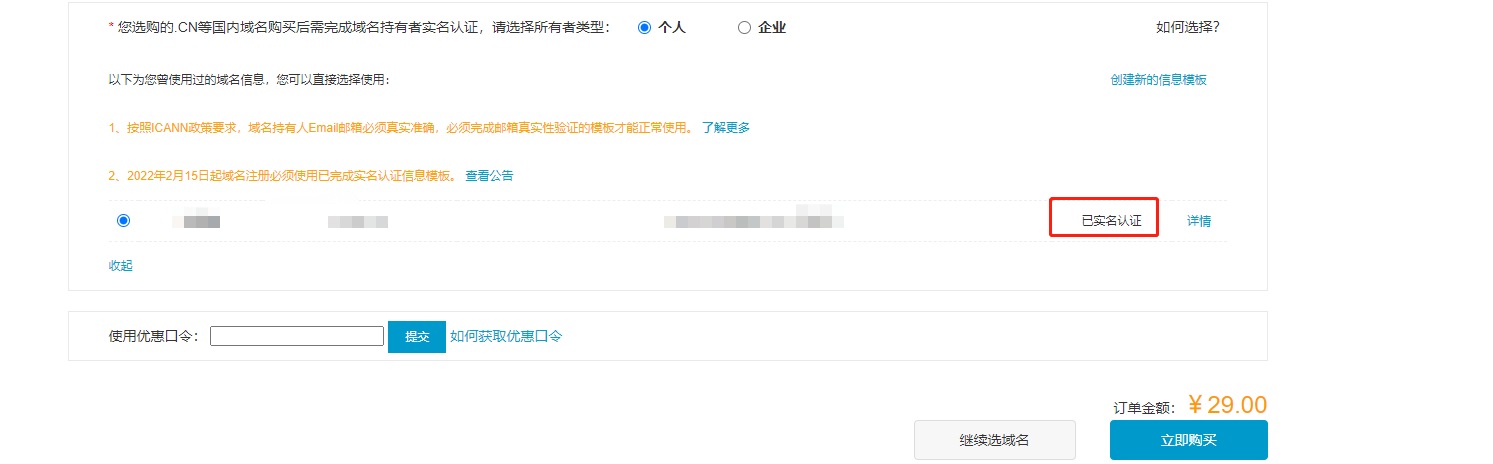 * 您选购的.CN等国内域名购买后需完成域名持有者实名认证，请选择所有者类型： 个人 企业 如何选择？
以下为您曾使用过的域名信息，您可以直接选择使用： 创建新的信息模板
1、按照ICANN政策要求，域名持有人Email邮箱必须真实准确，必须完成邮箱真实性验证的模板才能正常使用。 了解更多
2、2022年2月15日起域名注册必须使用已完成实名认证信息模板。 查看公告
已实名认证 详情
收起
使用优惠口令： 提交 如何获取优惠口令
订单金额： ¥29.00
继续选域名 立即购买